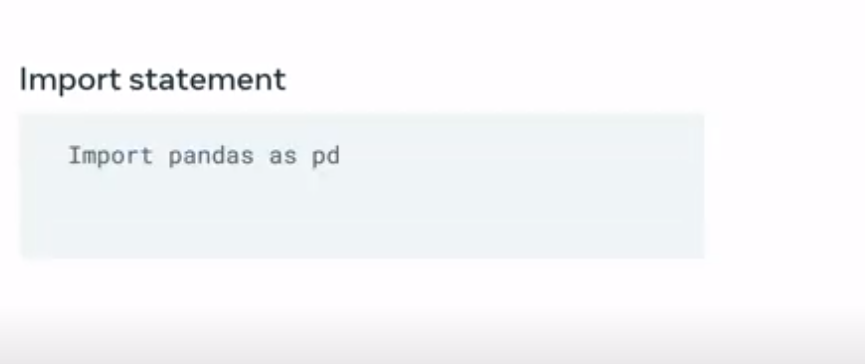 Import statement
Import pandas as pd